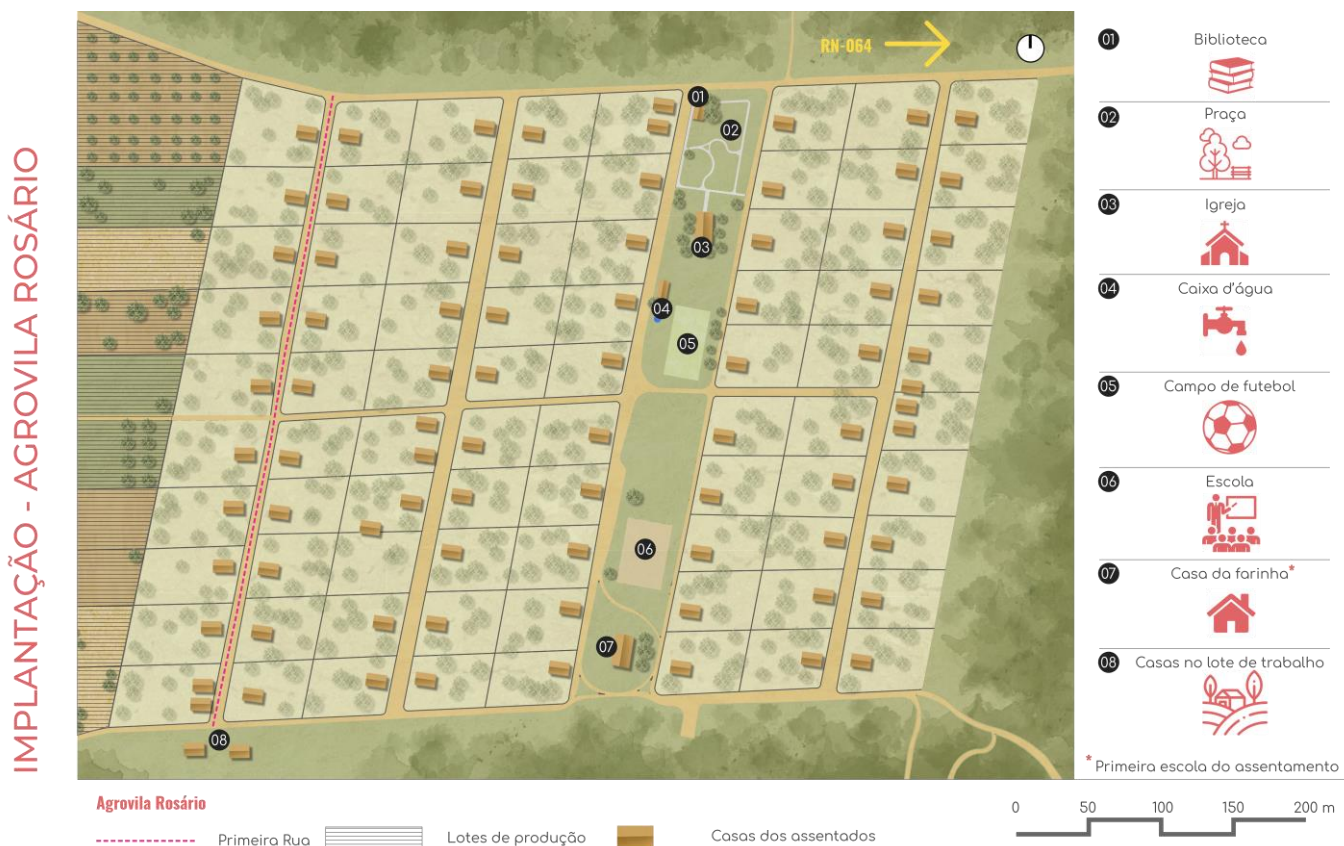 IMPLANTAÇÃO - AGROVILA ROSÁRIO
RN-064
01
02
03
04
05
06
07
08
01
Biblioteca
02
Praça
03
Igreja
04
Caixa d'água
05
Campo de futebol
06
Escola
07
Casa da farinha*
08
Casas no lote de trabalho
* Primeira escola do assentamento
Agrovila Rosário
Primeira Rua
Lotes de produção
Casas dos assentados
0 50 100 150 200 m